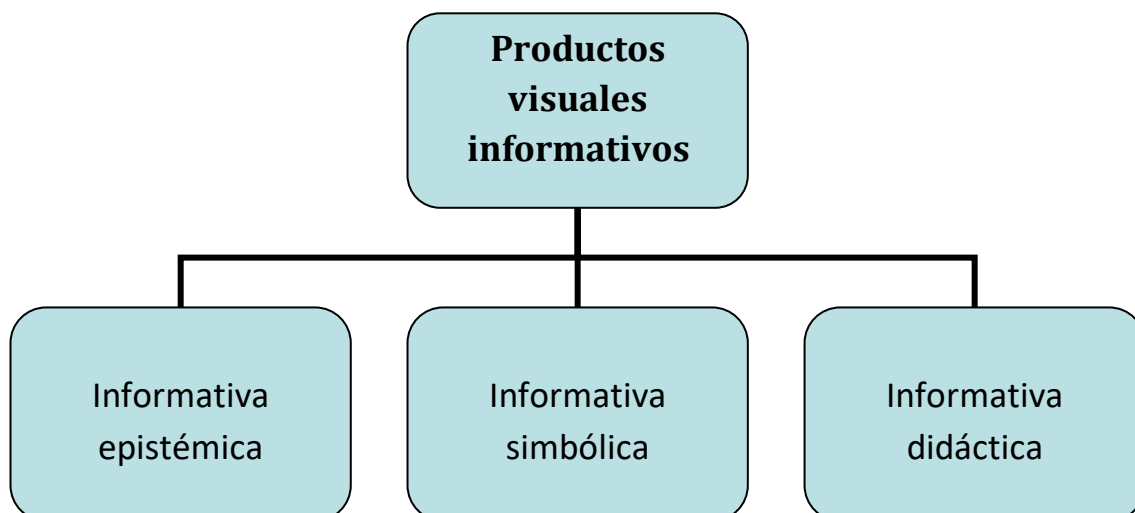 Productos
visuales
informativos
Informativa
epistémica
Informativa
simbólica
Informativa
didáctica